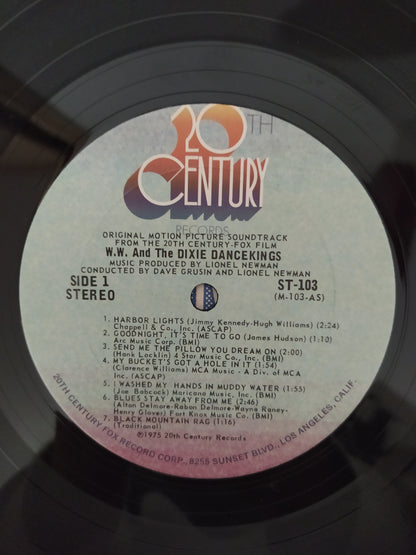 20TH
CENTURY
RECORDS
ORIGINAL MOTION PICTURE SOUNDTRACK
FROM THE 20TH CENTURY-FOX FILM
W.W. And The DIXIE DANCEKINGS
MUSIC PRODUCED BY LIONEL NEWMAN
CONDUCTED BY DAVE GRUSIN AND LIONEL NEWMAN
SIDE 1
STEREO
ST-103
(M-103-AS)
1. HARBOR LIGHTS (Jimmy Kennedy-Hugh Williams) (2:24)
Chappell & Co., Inc. (ASCAP)
2. GOODNIGHT, IT'S TIME TO GO (James Hudson) (1:10)
Arc Music Corp. (BMI)
3. SEND ME THE PILLOW YOU DREAM ON (2:00)
(Hank Locklin) 4 Star Music Co., Inc. (BMI)
4. MY BUCKET'S GOT A HOLE IN IT (1:54)
(Clarence Williams) MCA Music - A Div. of MCA
Inc. (ASCAP)
5. I WASHED MY HANDS IN MUDDY WATER (1:55)
(Joe Babcock) Maricana Music, Inc. (BMI)
6. BLUES STAY AWAY FROM ME (2:46)
(Alton Delmore-Rabon Delmore-Wayne Raney-
Henry Glover) Fort Knox Music Co. (BMI)
7. BLACK MOUNTAIN RAG (1:16)
(Traditional)
℗1975 20th Century Records
20TH CENTURY FOX RECORD CORP., 8255 SUNSET BLVD., LOS ANGELES, CALIF.